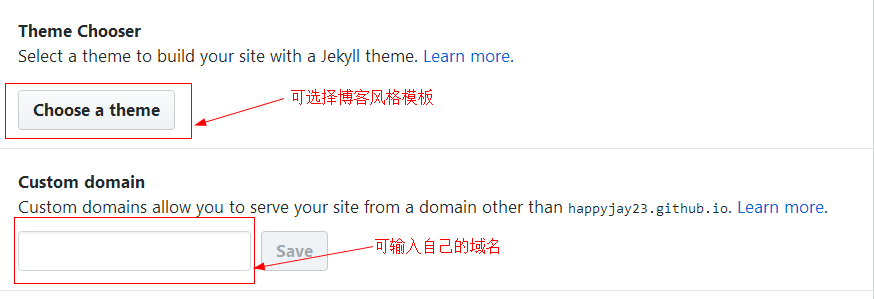 Theme Chooser
Select a theme to build your site with a Jekyll theme. Learn more.
Choose a theme
可选择博客风格模板
Custom domain
Custom domains allow you to serve your site from a domain other than happyjay23.github.io. Learn more.
Save
可输入自己的域名